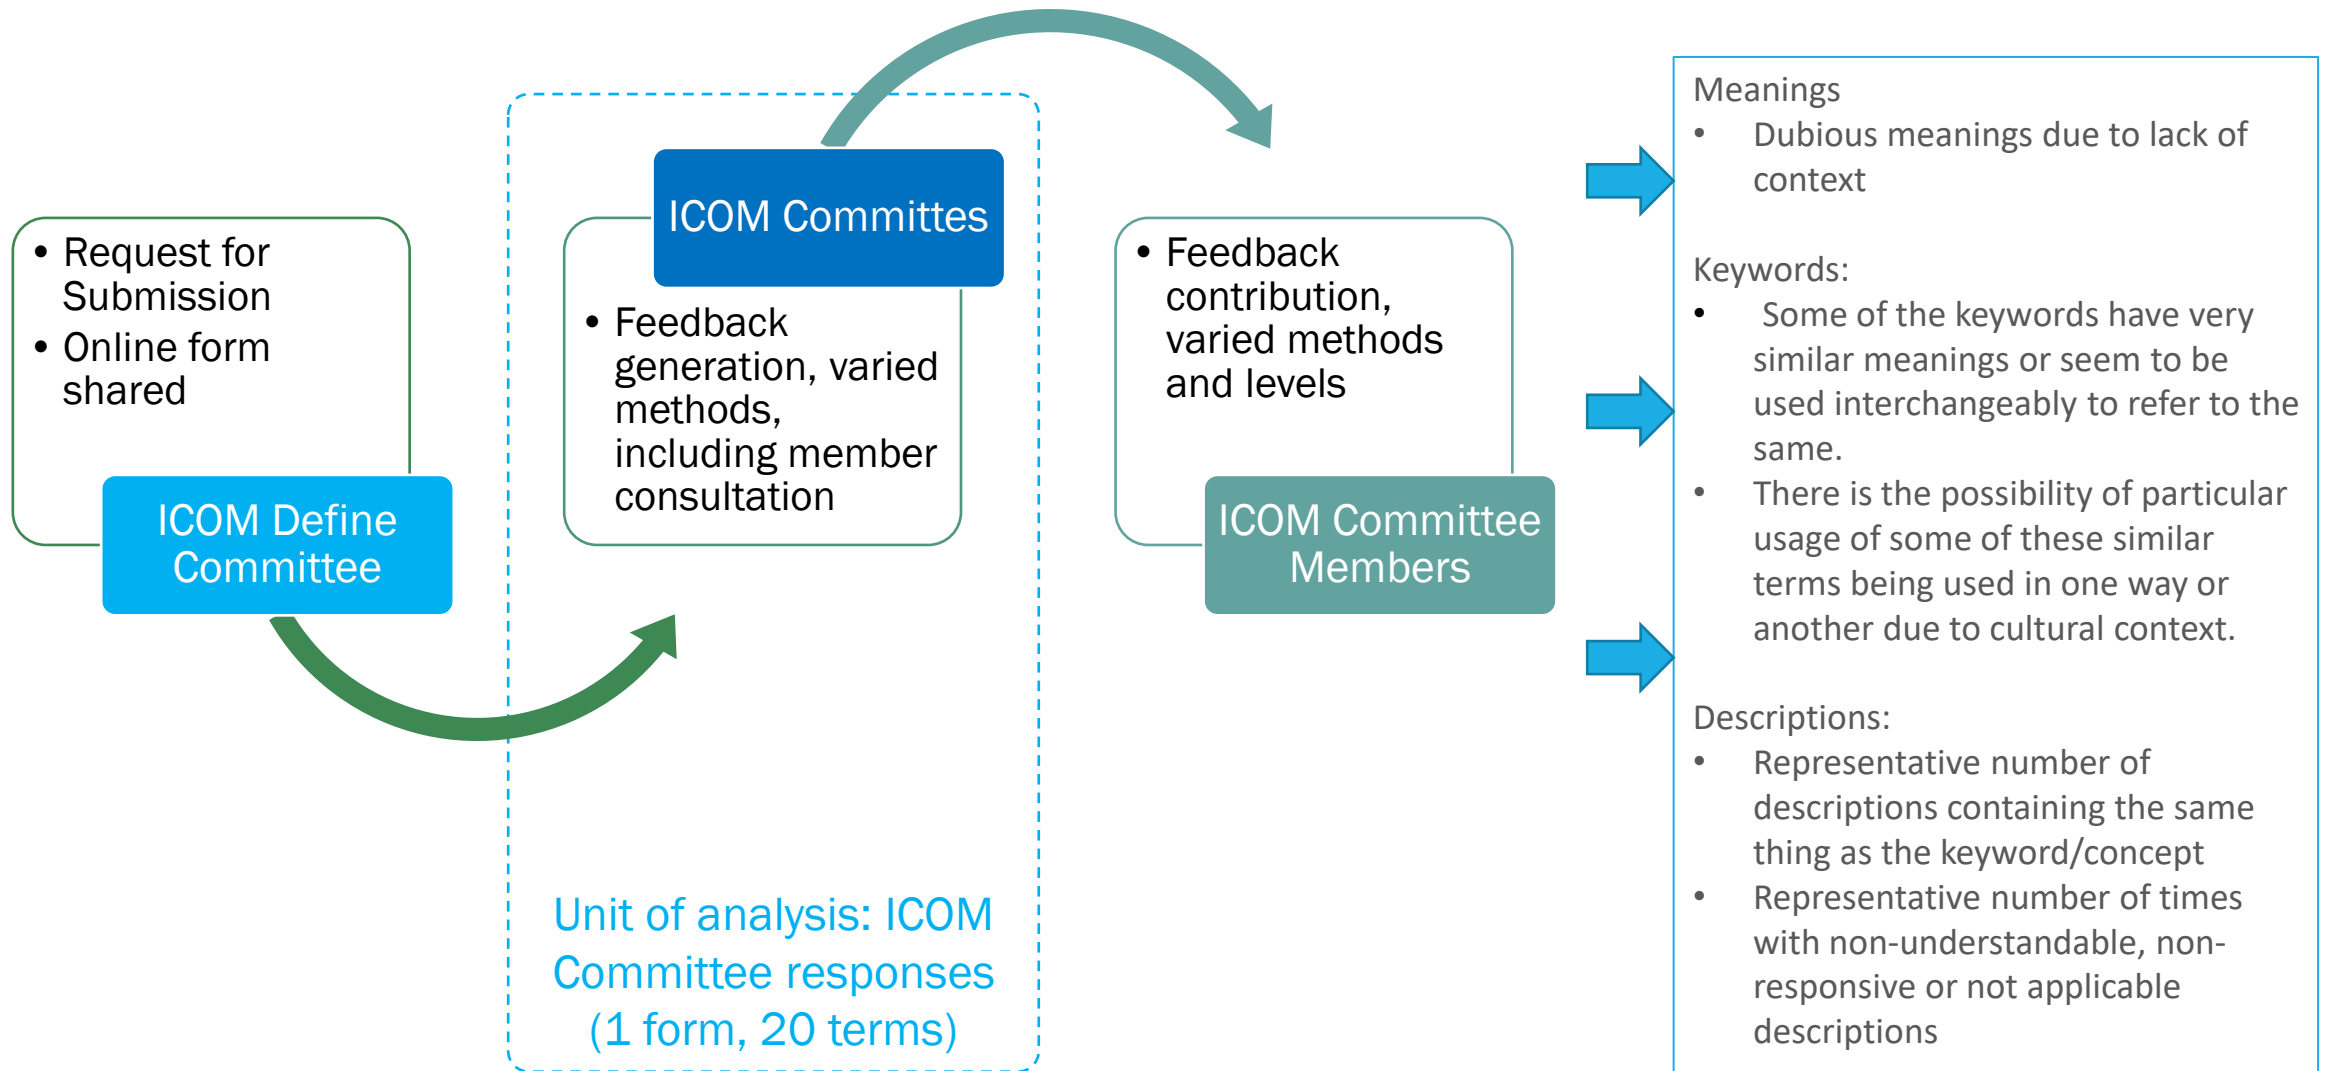 • Request for
Submission
• Online form
shared
ICOM Define
Committee
ICOM Committes
• Feedback
generation, varied
methods,
including member
consultation
Unit of analysis: ICOM
Committee responses
(1 form, 20 terms)
• Feedback
contribution,
varied methods
and levels
ICOM Committee
Members
Meanings
• Dubious meanings due to lack of
context
Keywords:
• Some of the keywords have very
similar meanings or seem to be
used interchangeably to refer to the
same.
• There is the possibility of particular
usage of some of these similar
terms being used in one way or
another due to cultural context.
Descriptions:
• Representative number of
descriptions containing the same
thing as the keyword/concept
• Representative number of times
with non-understandable, non-
responsive or not applicable
descriptions